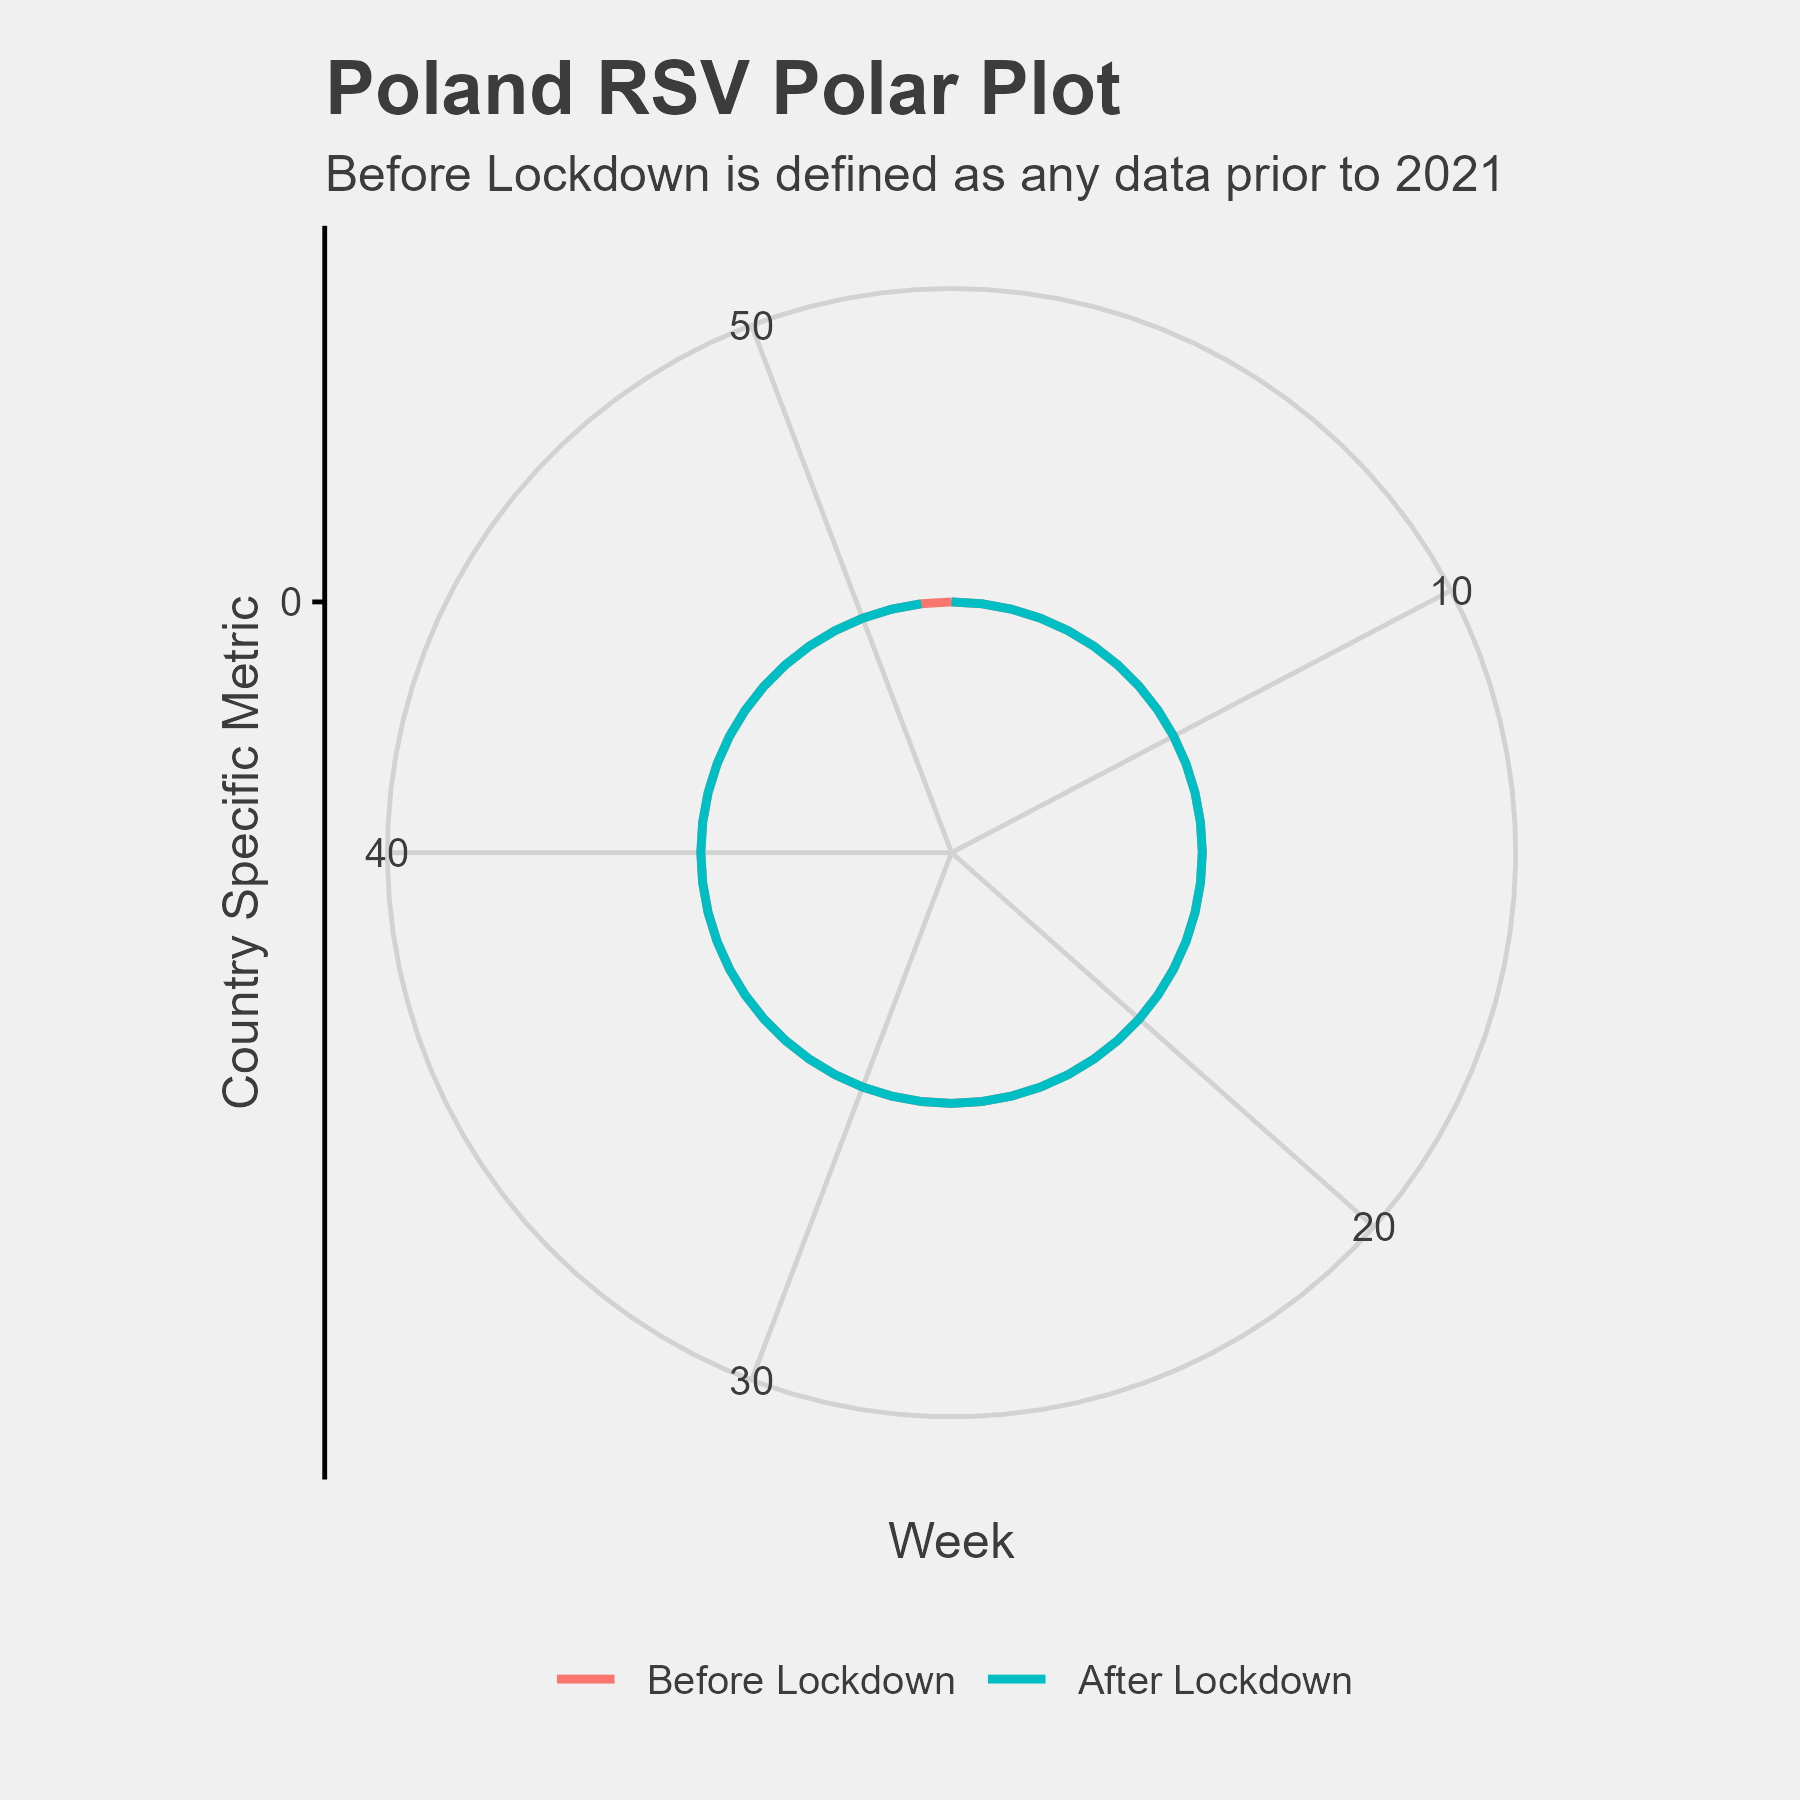 Poland RSV Polar Plot
Before Lockdown is defined as any data prior to 2021
50
10
0
Country Specific Metric
40
20
30
Week
Before Lockdown
After Lockdown